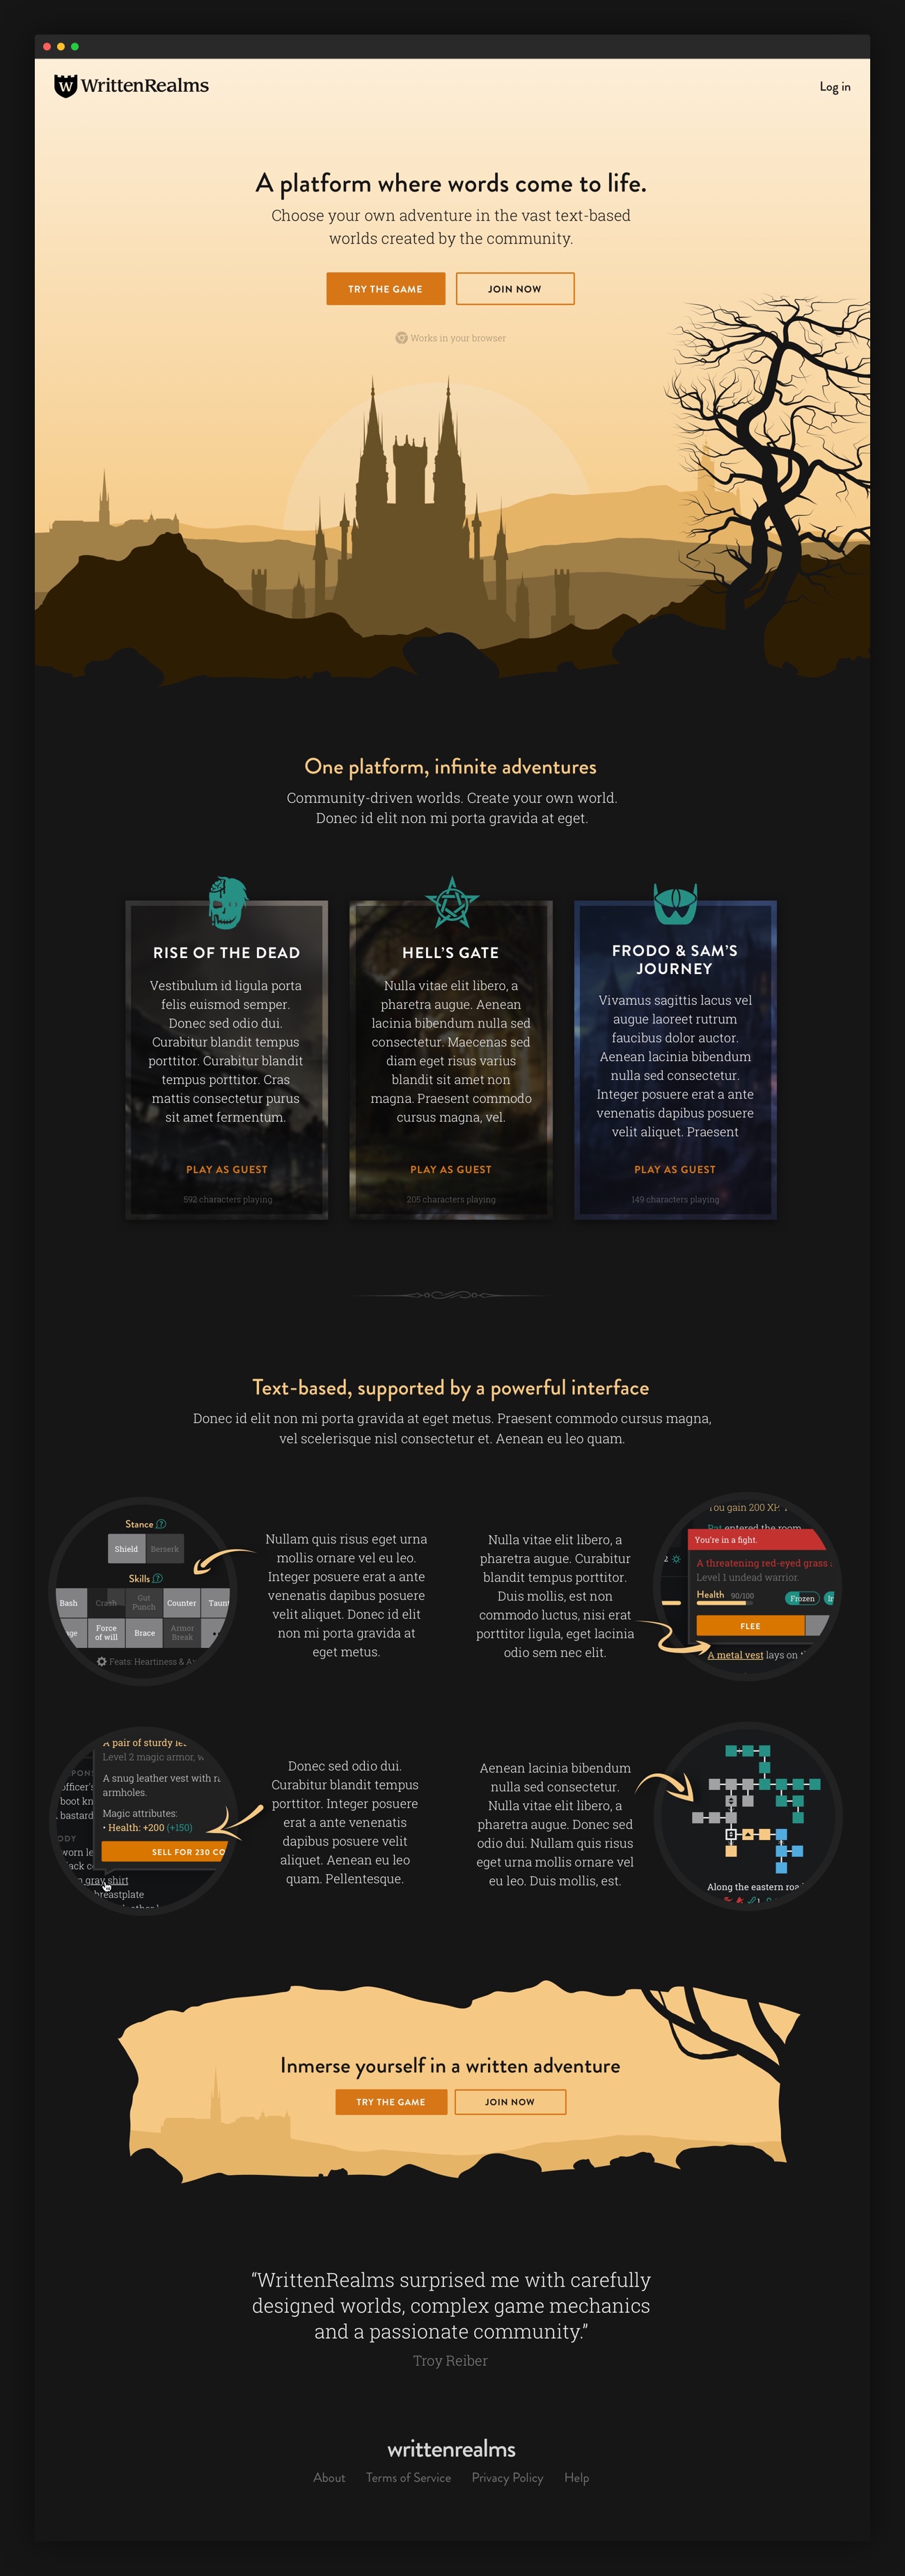 W WrittenRealms
Log in
A platform where words come to life.
Choose your own adventure in the vast text-based
worlds created by the community.
TRY THE GAME
JOIN NOW
Works in your browser
One platform, infinite adventures
Community-driven worlds. Create your own world.
Donec id elit non mi porta gravida at eget.
RISE OF THE DEAD
Vestibulum id ligula porta
felis euismod semper.
Donec sed odio dui.
Curabitur blandit tempus
porttitor. Curabitur blandit
tempus porttitor. Cras
mattis consectetur purus
sit amet fermentum.
PLAY AS GUEST
592 characters playing
HELL'S GATE
Nulla vitae elit libero, a
pharetra augue. Aenean
lacinia bibendum nulla sed
consectetur. Maecenas sed
diam eget risus varius
blandit sit amet non
magna. Praesent commodo
cursus magna, vel.
PLAY AS GUEST
205 characters playing
FRODO & SAM'S
JOURNEY
Vivamus sagittis lacus vel
augue laoreet rutrum
faucibus dolor auctor.
Aenean lacinia bibendum
nulla sed consectetur.
Integer posuere erat a ante
venenatis dapibus posuere
velit aliquet. Praesent
PLAY AS GUEST
149 characters playing
Text-based, supported by a powerful interface
Donec id elit non mi porta gravida at eget metus. Praesent commodo cursus magna,
vel scelerisque nisl consectetur et. Aenean eu leo quam.
Stance ?
Shield Berserk
Skills ?
Bash Crash Gut Punch Counter Taunt
Force of will Brace Armor Break
Feats: Heartiness &
Nullam quis risus eget urna
mollis ornare vel eu leo.
Integer posuere erat a ante
venenatis dapibus posuere
velit aliquet. Donec id elit
non mi porta gravida at
eget metus.
Nulla vitae elit libero, a
pharetra augue. Curabitur
blandit tempus porttitor.
Duis mollis, est non
commodo luctus, nisi erat
porttitor ligula, eget lacinia
odio sem nec elit.
You gain 200 XP.
Pat entered the room
You're in a fight.
2
A threatening red-eyed grass
Level 1 undead warrior.
Health 90/100 Frozen
FLEE
A metal vest lays on
A pair of sturdy
Level 2 magic armor,
A snug leather vest with
armholes.
Magic attributes:
• Health: +200 (+150)
SELL FOR 230 CO
gray shirt
breastplate
Donec sed odio dui.
Curabitur blandit tempus
porttitor. Integer posuere
erat a ante venenatis
dapibus posuere velit
aliquet. Aenean eu leo
quam. Pellentesque.
Aenean lacinia bibendum
nulla sed consectetur.
Nulla vitae elit libero, a
pharetra augue. Donec sed
odio dui. Nullam quis risus
eget urna mollis ornare vel
eu leo. Duis mollis, est.
Along the eastern roa
Inmerse yourself in a written adventure
TRY THE GAME
JOIN NOW
“WrittenRealms surprised me with carefully
designed worlds, complex game mechanics
and a passionate community.”
Troy Reiber
writtenrealms
About Terms of Service Privacy Policy Help